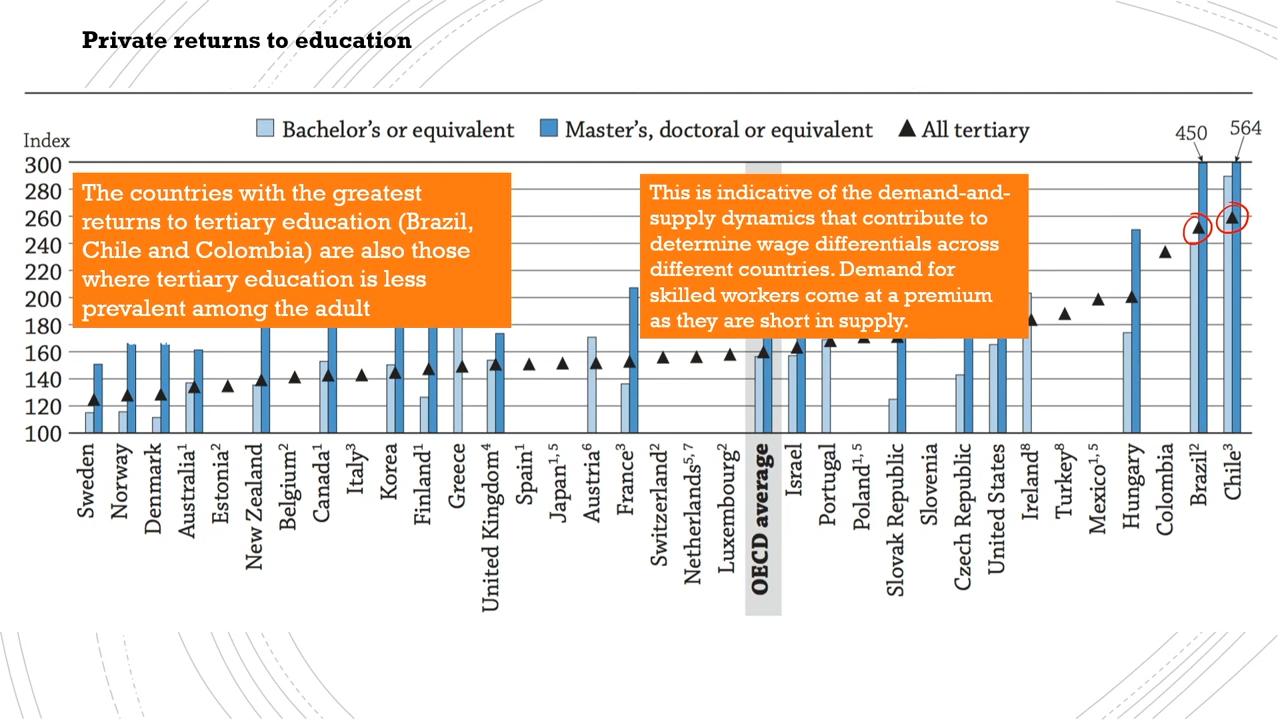 Private returns to education
Index
Bachelor's or equivalent
Master's, doctoral or equivalent
All tertiary
450
564
300
280
260
240
220
200
180
160
140
120
100
The countries with the greatest
returns to tertiary education (Brazil,
Chile and Colombia) are also those
where tertiary education is less
prevalent among the adult
This is indicative of the demand-and-
supply dynamics that contribute to
determine wage differentials across
different countries. Demand for
skilled workers come at a premium
as they are short in supply.
Sweden
Norway
Denmark
Australia¹
Estonia²
New Zealand
Belgium²
Canada¹
Italy³
Korea
Finland¹
Greece
United Kingdom⁴
Spain¹
Japan¹,⁵
Austria⁶
France³
Switzerland²
Netherlands⁵,⁷
Luxembourg²
OECD average
Israel
Portugal
Poland¹,⁵
Slovak Republic
Slovenia
Czech Republic
United States
Ireland⁸
Turkey⁸
Mexico¹,⁵
Hungary
Colombia
Brazil²
Chile³